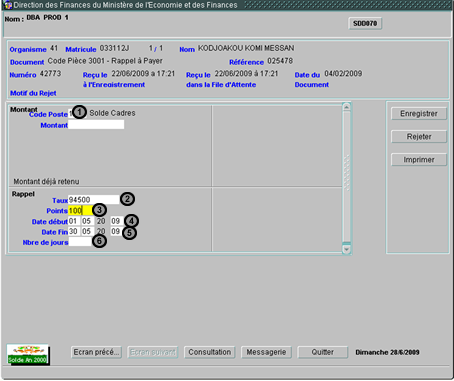 Direction des Finances du Ministère de l'Economie et des Finances
Nom : DBA PROD 1
SDD070
Organisme 41 Matricule 033112J 1 / 1 Nom KODJOAKOU KOMI MESSAN
Document Code Pièce 3001 - Rappel à Payer Référence 025478
Numéro 42773 Reçu le 22/06/2009 à 17:21 Reçu le 22/06/2009 à 17:21 Date du 04/02/2009
à l'Enregistrement dans la File d'Attente Document
Motif du Rejet
Montant
Code Poste 1 Solde Cadres
Montant
Montant déjà retenu
Rappel
Taux 94500 2
Points 100 3
Date début 01 05 20 09 4
Date Fin 30 05 20 09 5
Nbre de jours 6
Enregistrer
Rejeter
Imprimer
Solde An 2000
Ecran précé... Ecran suivant Consultation Messagerie Quitter Dimanche 28/6/2009